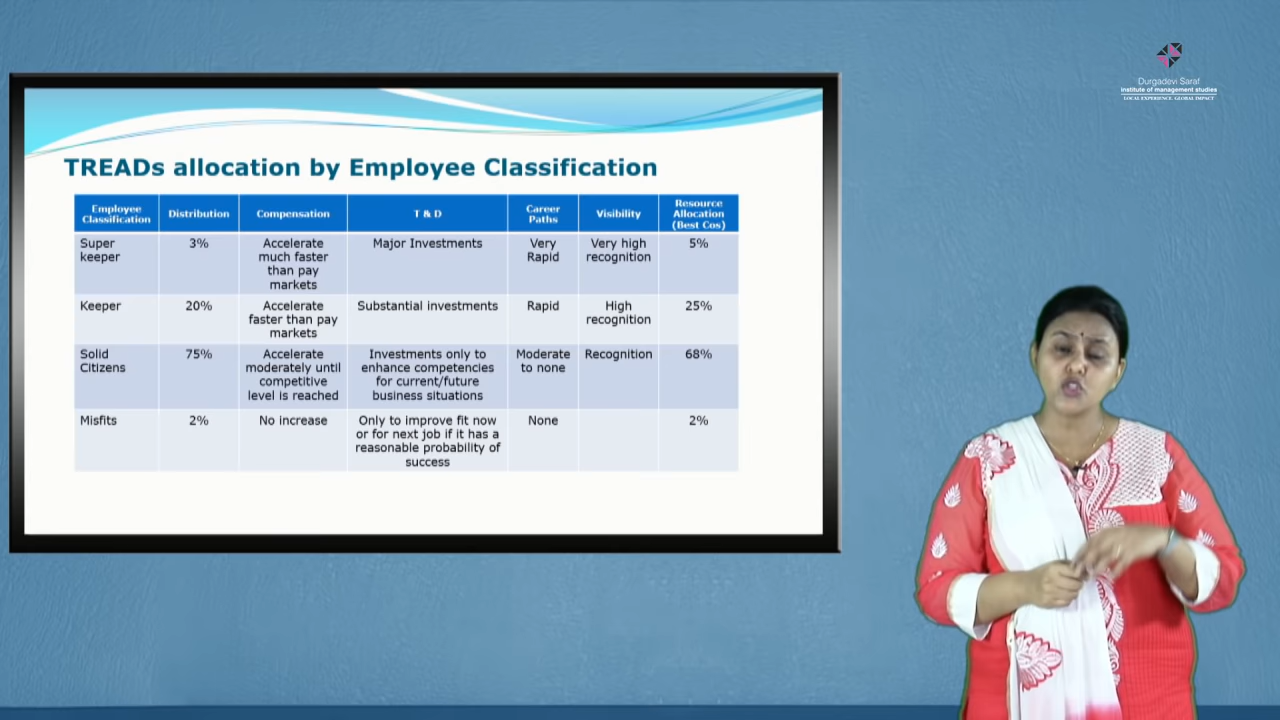 Durgadevi Saraf
institute of management studies
LOCAL EXPERIENCE. GLOBAL IMPACT
TREADs allocation by Employee Classification
Employee Classification | Distribution | Compensation | T & D | Career Paths | Visibility | Resource Allocation (Best Cos)
Super keeper | 3% | Accelerate much faster than pay markets | Major Investments | Very Rapid | Very high recognition | 5%
Keeper | 20% | Accelerate faster than pay markets | Substantial investments | Rapid | High recognition | 25%
Solid Citizens | 75% | Accelerate moderately until competitive level is reached | Investments only to enhance competencies for current/future business situations | Moderate to none | Recognition | 68%
Misfits | 2% | No increase | Only to improve fit now or for next job if it has a reasonable probability of success | None | | 2%